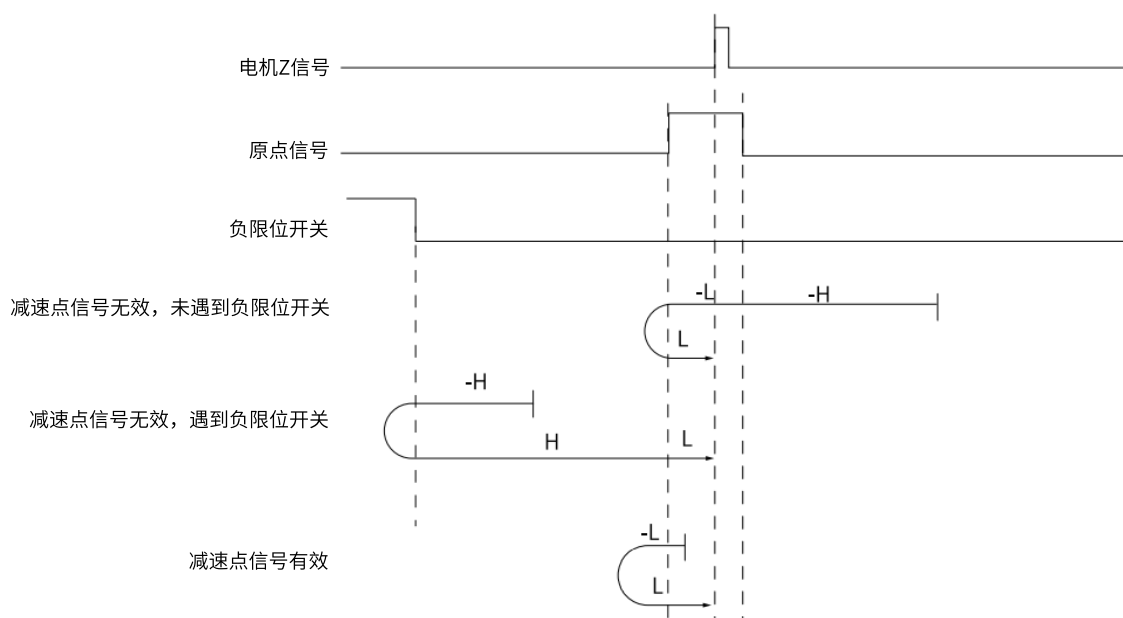 电机Z信号
原点信号
负限位开关
减速点信号无效，未遇到负限位开关
-L
-H
L
-H
减速点信号无效，遇到负限位开关
H
L
-L
减速点信号有效
L